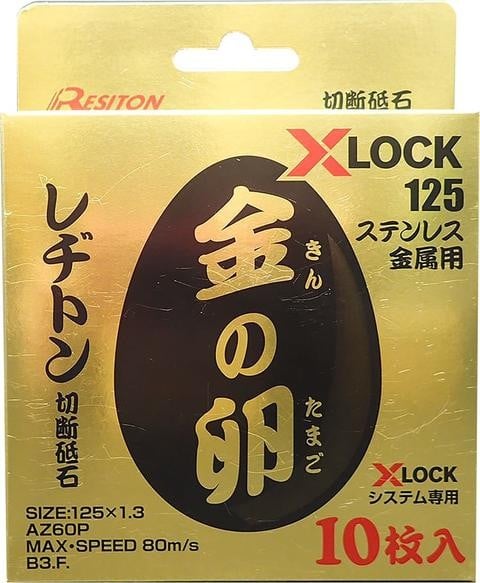 RESITON
切断砥石
XLOCK
125
ステンレス
金属用
金の卵
きん
たまご
レヂトン
切断砥石
XLOCK
システム専用
SIZE:125×1.3
AZ60P
MAX・SPEED 80m/s
B3.F.
10枚入